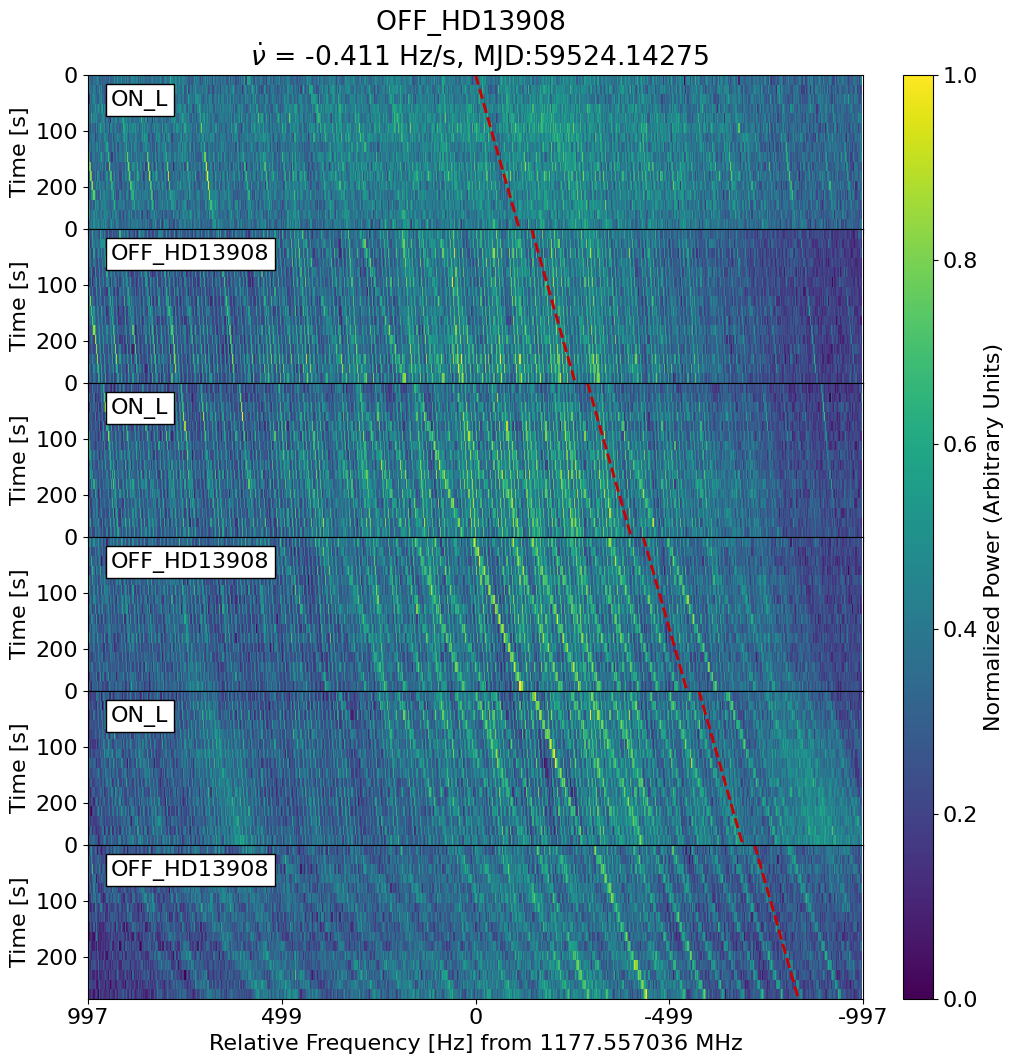 OFF_HD13908
ν̇ = -0.411 Hz/s, MJD:59524.14275
ON_L
OFF_HD13908
ON_L
OFF_HD13908
ON_L
OFF_HD13908
Time [s]
0
100
200
Time [s]
0
100
200
Time [s]
0
100
200
Time [s]
0
100
200
Time [s]
0
100
200
Time [s]
0
100
200
997
499
0
-499
-997
Relative Frequency [Hz] from 1177.557036 MHz
1.0
0.8
0.6
0.4
0.2
0.0
Normalized Power (Arbitrary Units)